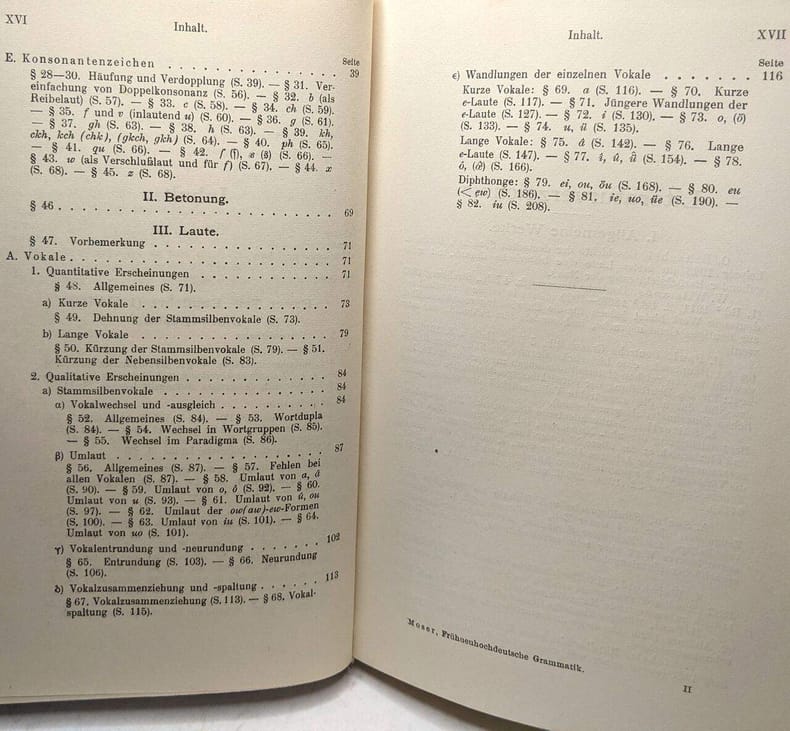 XVI
Inhalt.
Seite
E. Konsonantenzeichen . . . . . . . . . . . . . . . 39
§ 28—30. Häufung und Verdopplung (S. 39). — § 31. Ver-
einfachung von Doppelkonsonanz (S. 56). — § 32. b (als
Reibelaut) (S. 57). — § 33. c (S. 58). — § 34. ch (S. 59).
— § 35. f und v (inlautend u) (S. 60). — § 36. g (S. 61).
— § 37. gh (S. 63). — § 38. h (S. 63). — § 39. kh,
ckh, kch (chk), (gkch, gkh) (S. 64). — § 40. ph (S. 65).
— § 41. qu (S. 66). — § 42. ſ (ſ), s (ß) (S. 66). —
§ 43. w (als Verschlußlaut und für f) (S. 67). — § 44. x
(S. 68). — § 45. z (S. 68).
II. Betonung.
§ 46 . . . . . . . . . . . . . . . . . . . . . . . 69
III. Laute.
§ 47. Vorbemerkung . . . . . . . . . . . . . . . . 71
A. Vokale . . . . . . . . . . . . . . . . . . . . . 71
1. Quantitative Erscheinungen . . . . . . . . . . . 71
§ 48. Allgemeines (S. 71).
a) Kurze Vokale . . . . . . . . . . . . . . . . 73
§ 49. Dehnung der Stammsilbenvokale (S. 73).
b) Lange Vokale . . . . . . . . . . . . . . . . 79
§ 50. Kürzung der Stammsilbenvokale (S. 79). — § 51.
Kürzung der Nebensilbenvokale (S. 83).
2. Qualitative Erscheinungen . . . . . . . . . . . . 84
a) Stammsilbenvokale . . . . . . . . . . . . . . 84
α) Vokalwechsel und -ausgleich . . . . . . . . . 84
§ 52. Allgemeines (S. 84). — § 53. Wortdupla
(S. 84). — § 54. Wechsel in Wortgruppen (S. 85).
— § 55. Wechsel im Paradigma (S. 86).
β) Umlaut . . . . . . . . . . . . . . . . . . . 87
§ 56. Allgemeines (S. 87). — § 57. Fehlen bei
allen Vokalen (S. 87). — § 58. Umlaut von a, â
(S. 90). — § 59. Umlaut von o, ô (S. 92). — § 60.
Umlaut von u (S. 93). — § 61. Umlaut von û, ou
(S. 97). — § 62. Umlaut der ow(aw)-ew-Formen
(S. 100). — § 63. Umlaut von iu (S. 101). — § 64.
Umlaut von uo (S. 101).
γ) Vokalentrundung und -neurundung . . . . . . . 102
§ 65. Entrundung (S. 103). — § 66. Neurundung
(S. 106).
δ) Vokalzusammenziehung und -spaltung . . . . . . 113
§ 67. Vokalzusammenziehung (S. 113). — § 68. Vokal-
spaltung (S. 115).
Inhalt.
XVII
Seite
ϵ) Wandlungen der einzelnen Vokale . . . . . . . 116
Kurze Vokale: § 69. a (S. 116). — § 70. Kurze
e-Laute (S. 117). — § 71. Jüngere Wandlungen der
e-Laute (S. 127). — § 72. i (S. 130). — § 73. o, (ö)
(S. 133). — § 74. u, ü (S. 135).
Lange Vokale: § 75. â (S. 142). — § 76. Lange
e-Laute (S. 147). — § 77. î, û, ü̂ (S. 154). — § 78.
ô, (œ) (S. 166).
Diphthonge: § 79. ei, ou, öu (S. 168). — § 80. eu
(< ew) (S. 186). — § 81. ie, uo, üe (S. 190). —
§ 82. iu (S. 208).
Moser, Frühneuhochdeutsche Grammatik.
II